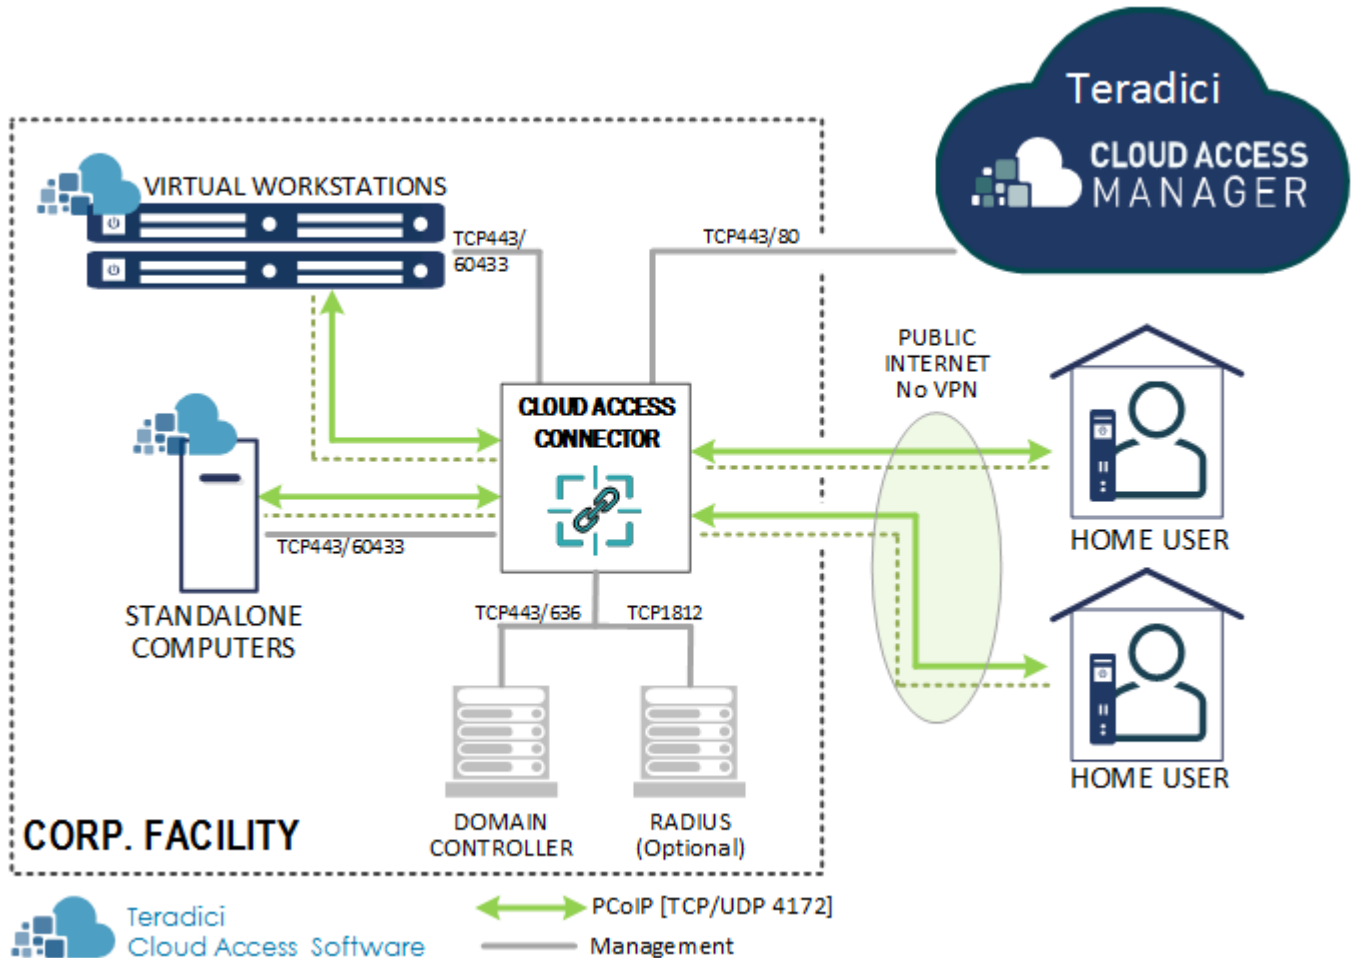 Teradici
CLOUD ACCESS
MANAGER
VIRTUAL WORKSTATIONS
TCP443/
60433
TCP443/80
PUBLIC
INTERNET
No VPN
CLOUD ACCESS
CONNECTOR
HOME USER
TCP443/60433
STANDALONE
COMPUTERS
TCP443/636
TCP1812
HOME USER
DOMAIN
CONTROLLER
RADIUS
(Optional)
CORP. FACILITY
Teradici
Cloud Access Software
PCoIP [TCP/UDP 4172]
Management